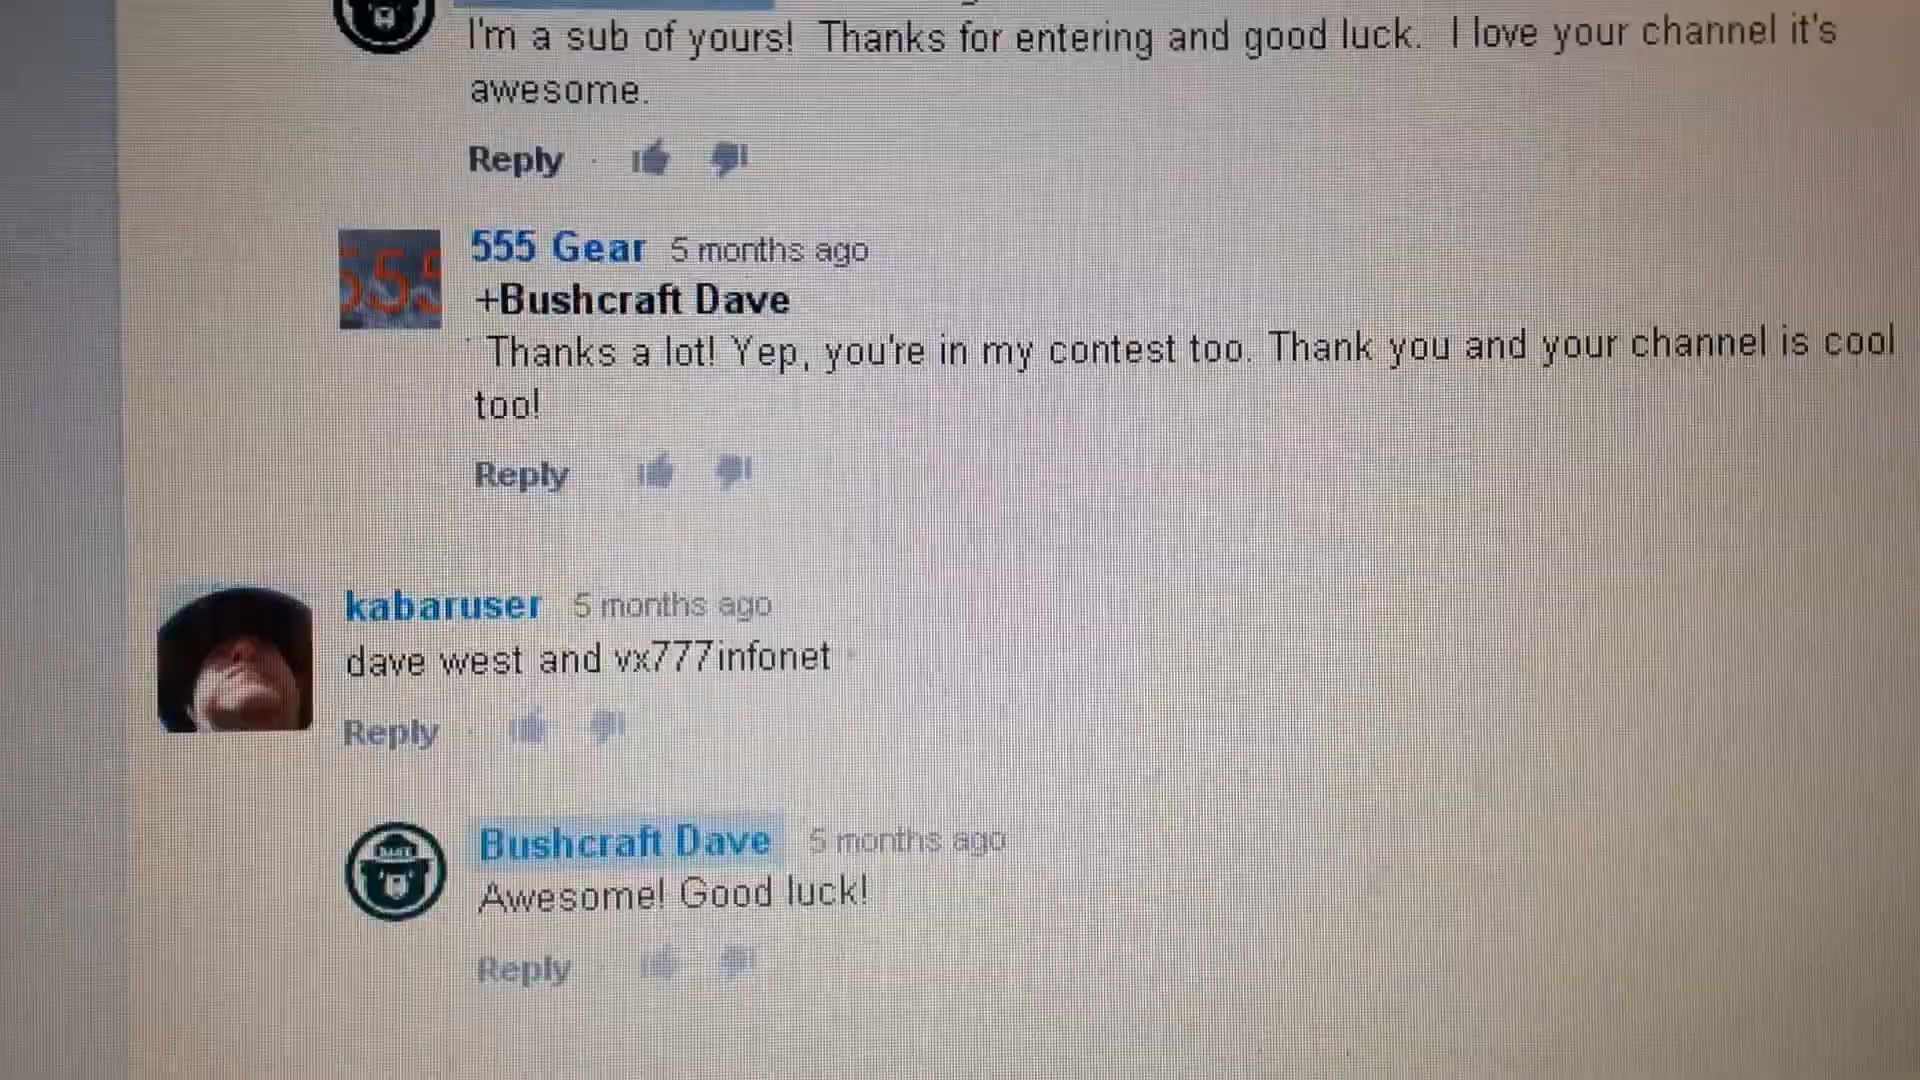 I'm a sub of yours! Thanks for entering and good luck. I love your channel it's
awesome.
Reply
555 Gear 5 months ago
+Bushcraft Dave
Thanks a lot! Yep, you're in my contest too. Thank you and your channel is cool
too!
Reply
kabaruser 5 months ago
dave west and vx777infonet
Reply
Bushcraft Dave 5 months ago
Awesome! Good luck!
Reply
555
DAVE